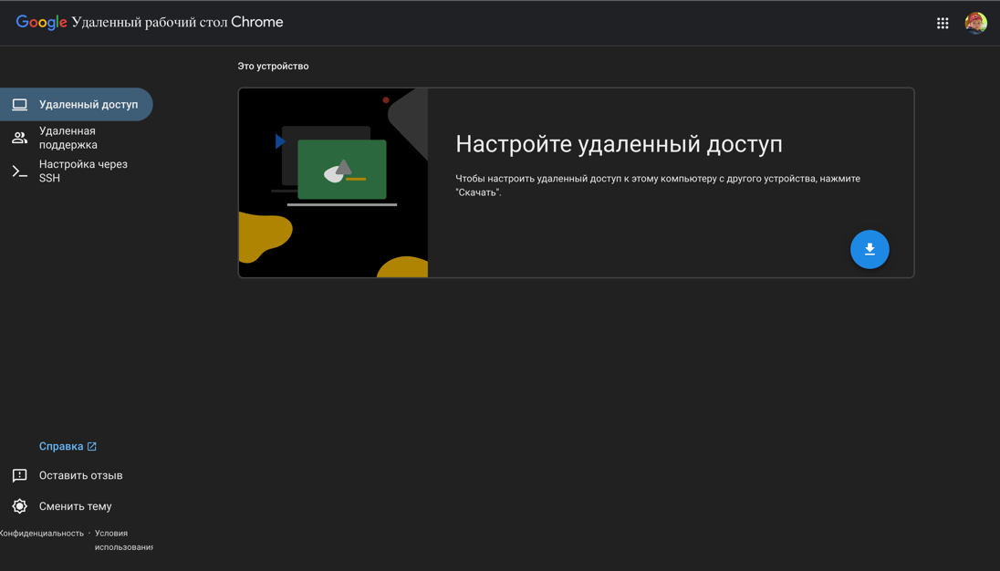 Google Удаленный рабочий стол Chrome
Это устройство
Удаленный доступ
Удаленная
поддержка
Настройка через
SSH
Настройте удаленный доступ
Чтобы настроить удаленный доступ к этому компьютеру с другого устройства, нажмите
"Скачать".
Справка
Оставить отзыв
Сменить тему
Конфиденциальность · Условия
использования